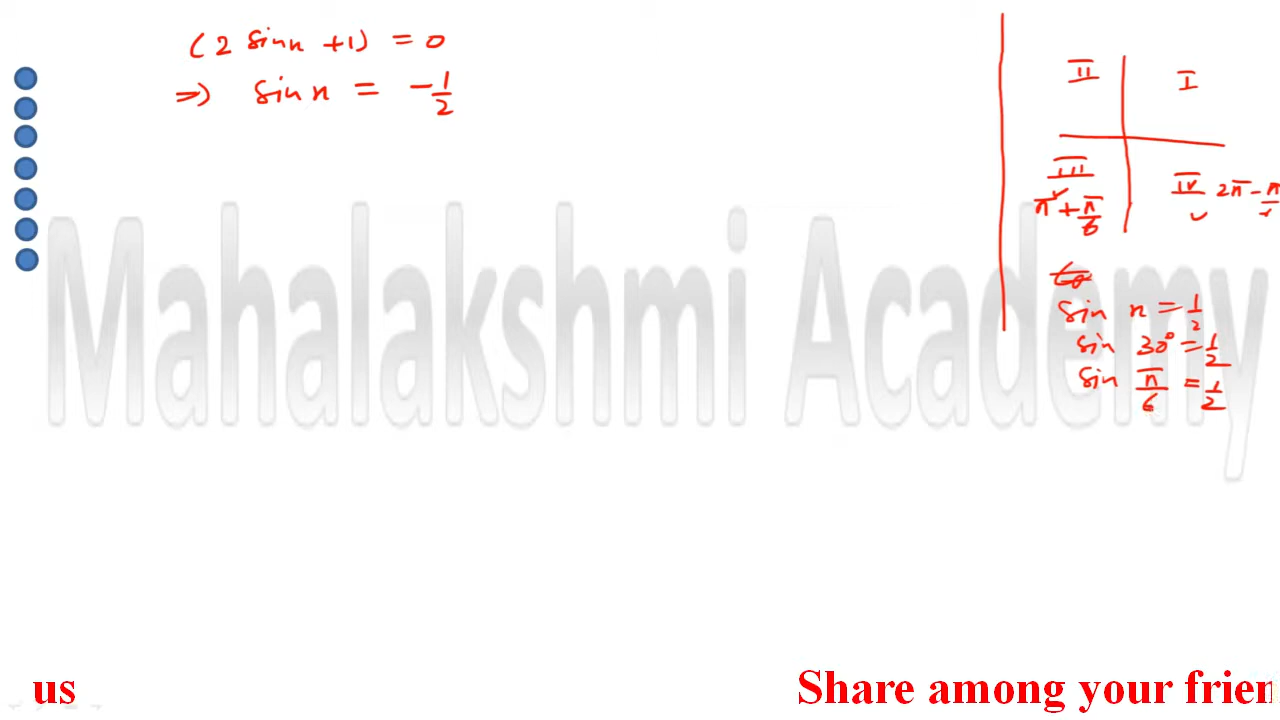 (2 sin x + 1) = 0
⇒ sin x = -1/2
II I
III IV 2π - π/
π + π/6
sin x = 1/2
sin 30° = 1/2
sin π/6 = 1/2
Mahalakshmi Academy
us Share among your frien